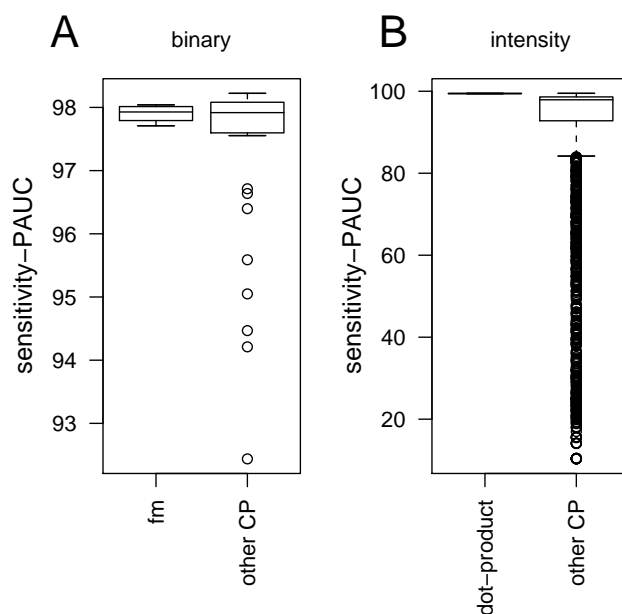 A
binary
sensitivity−PAUC
98
97
96
95
94
93
fm
other CP
B
intensity
sensitivity−PAUC
100
80
60
40
20
dot−product
other CP